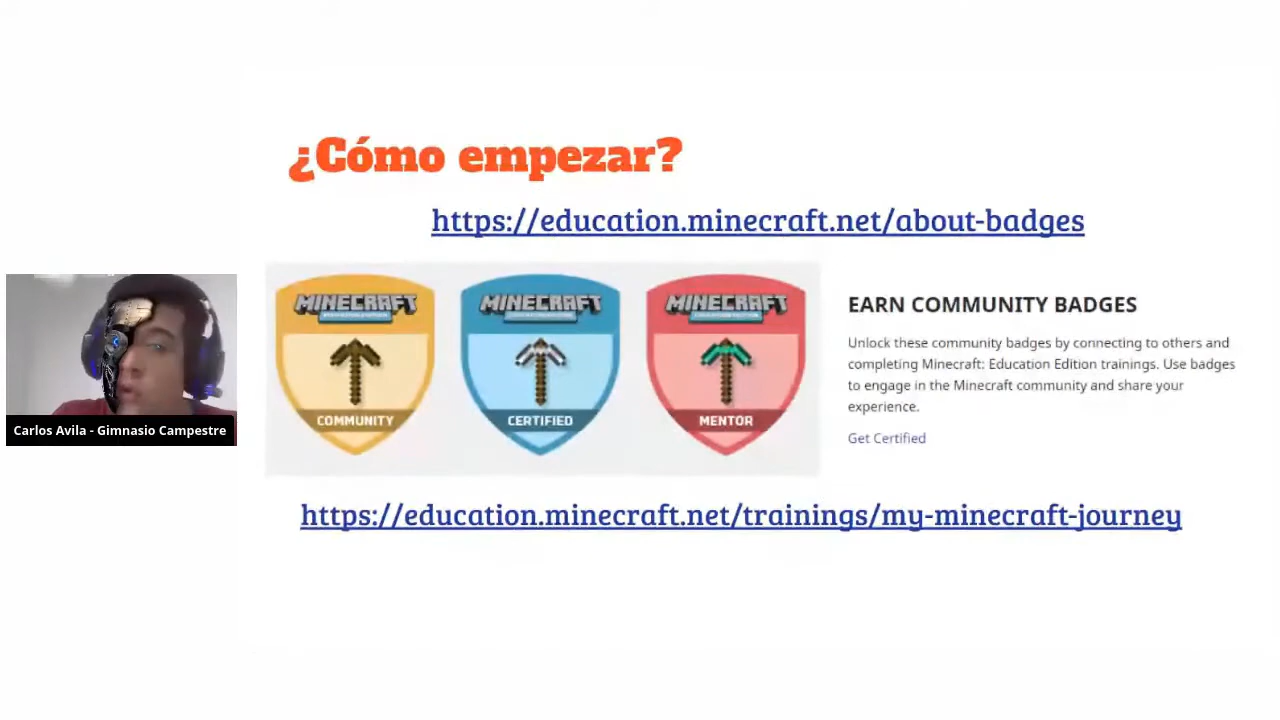 ¿Cómo empezar?
https://education.minecraft.net/about-badges
MINECRAFT
MINECRAFT
MINECRAFT
EDUCATION EDITION
COMMUNITY
CERTIFIED
MENTOR
EARN COMMUNITY BADGES
Unlock these community badges by connecting to others and
completing Minecraft: Education Edition trainings. Use badges
to engage in the Minecraft community and share your
experience.
Get Certified
Carlos Avila - Gimnasio Campestre
https://education.minecraft.net/trainings/my-minecraft-journey